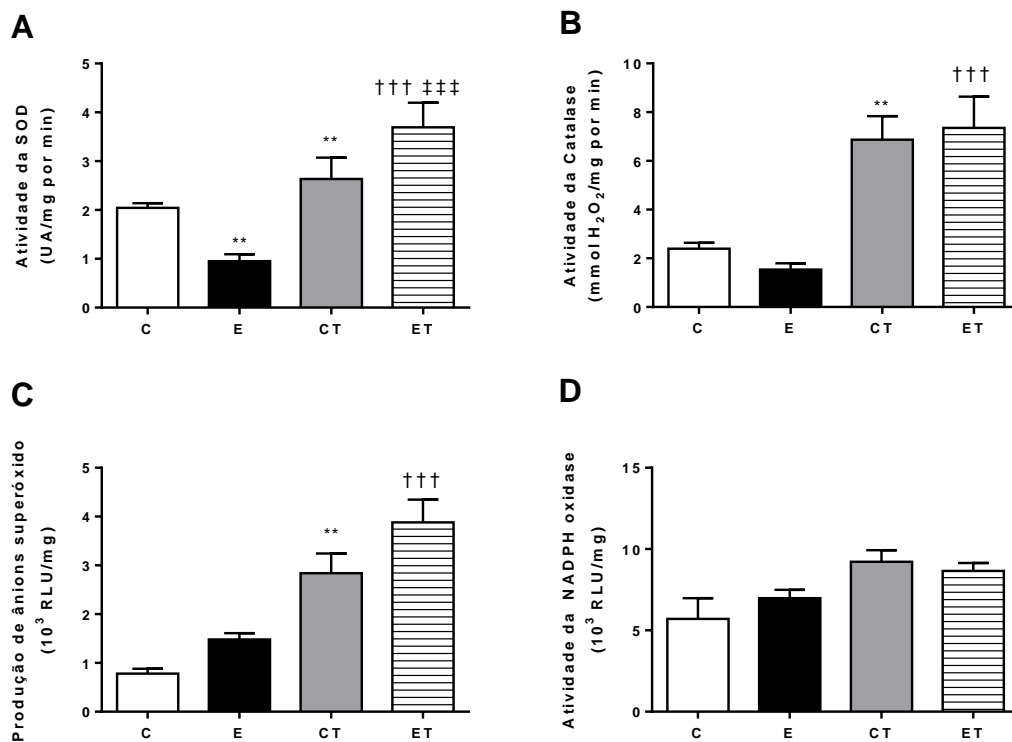 A
Atividade da SOD
(UA/mg por min)
5
4
3
2
1
0
**
**
††† ‡‡‡
C E CT ET
B
Atividade da Catalase
(mmol H₂O₂/mg por min)
10
8
6
4
2
0
**
†††
C E CT ET
C
Produção de ânions superóxido
(10³ RLU/mg)
5
4
3
2
1
0
**
†††
C E CT ET
D
Atividade da NADPH oxidase
(10³ RLU/mg)
15
10
5
0
C E CT ET